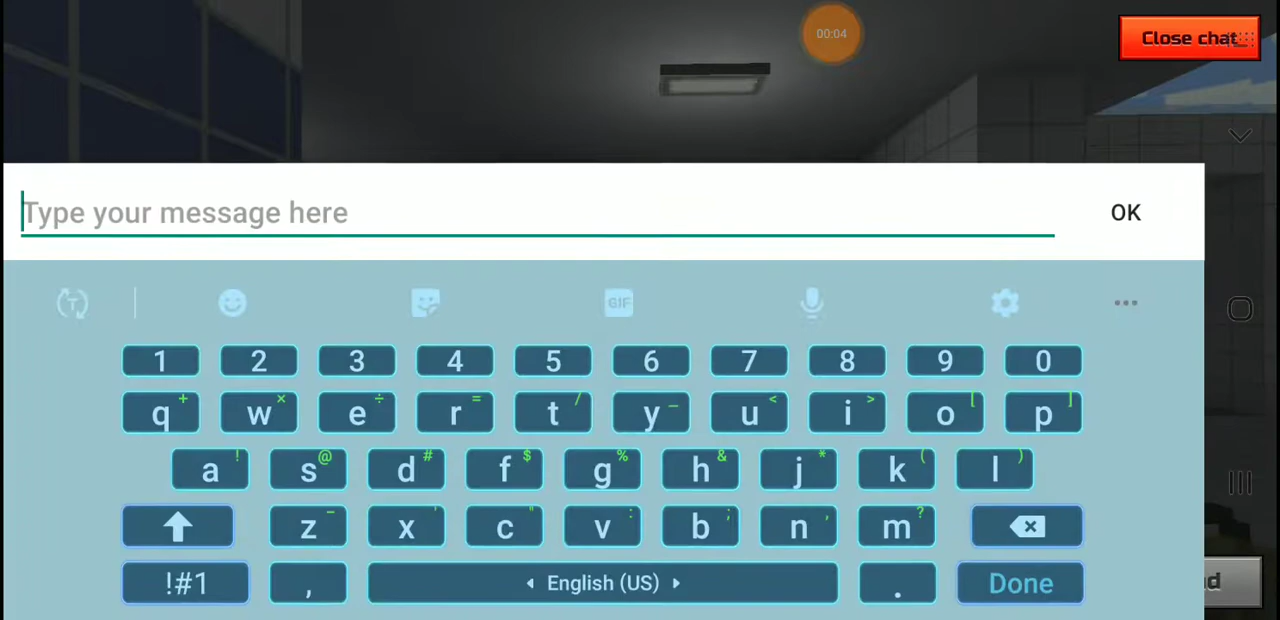 00:04
Close chat
Type your message here
OK
GIF
1 2 3 4 5 6 7 8 9 0
q + w × e ÷ r = t / y _ u < i > o [ p ]
a ! s @ d # f $ g % h & j * k ( l )
z - x ' c " v : b ; n , m ?
!#1 , English (US) . Done
d